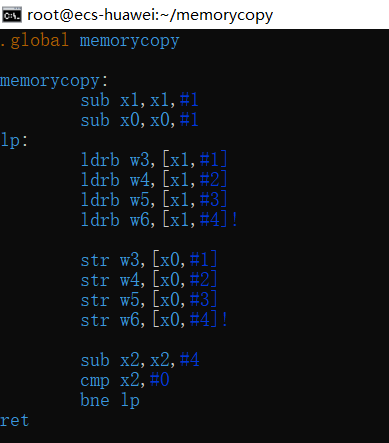 root@ecs-huawei:~/memorycopy
.global memorycopy
memorycopy:
sub x1,x1,#1
sub x0,x0,#1
lp:
ldrb w3,[x1,#1]
ldrb w4,[x1,#2]
ldrb w5,[x1,#3]
ldrb w6,[x1,#4]!
str w3,[x0,#1]
str w4,[x0,#2]
str w5,[x0,#3]
str w6,[x0,#4]!
sub x2,x2,#4
cmp x2,#0
bne lp
ret